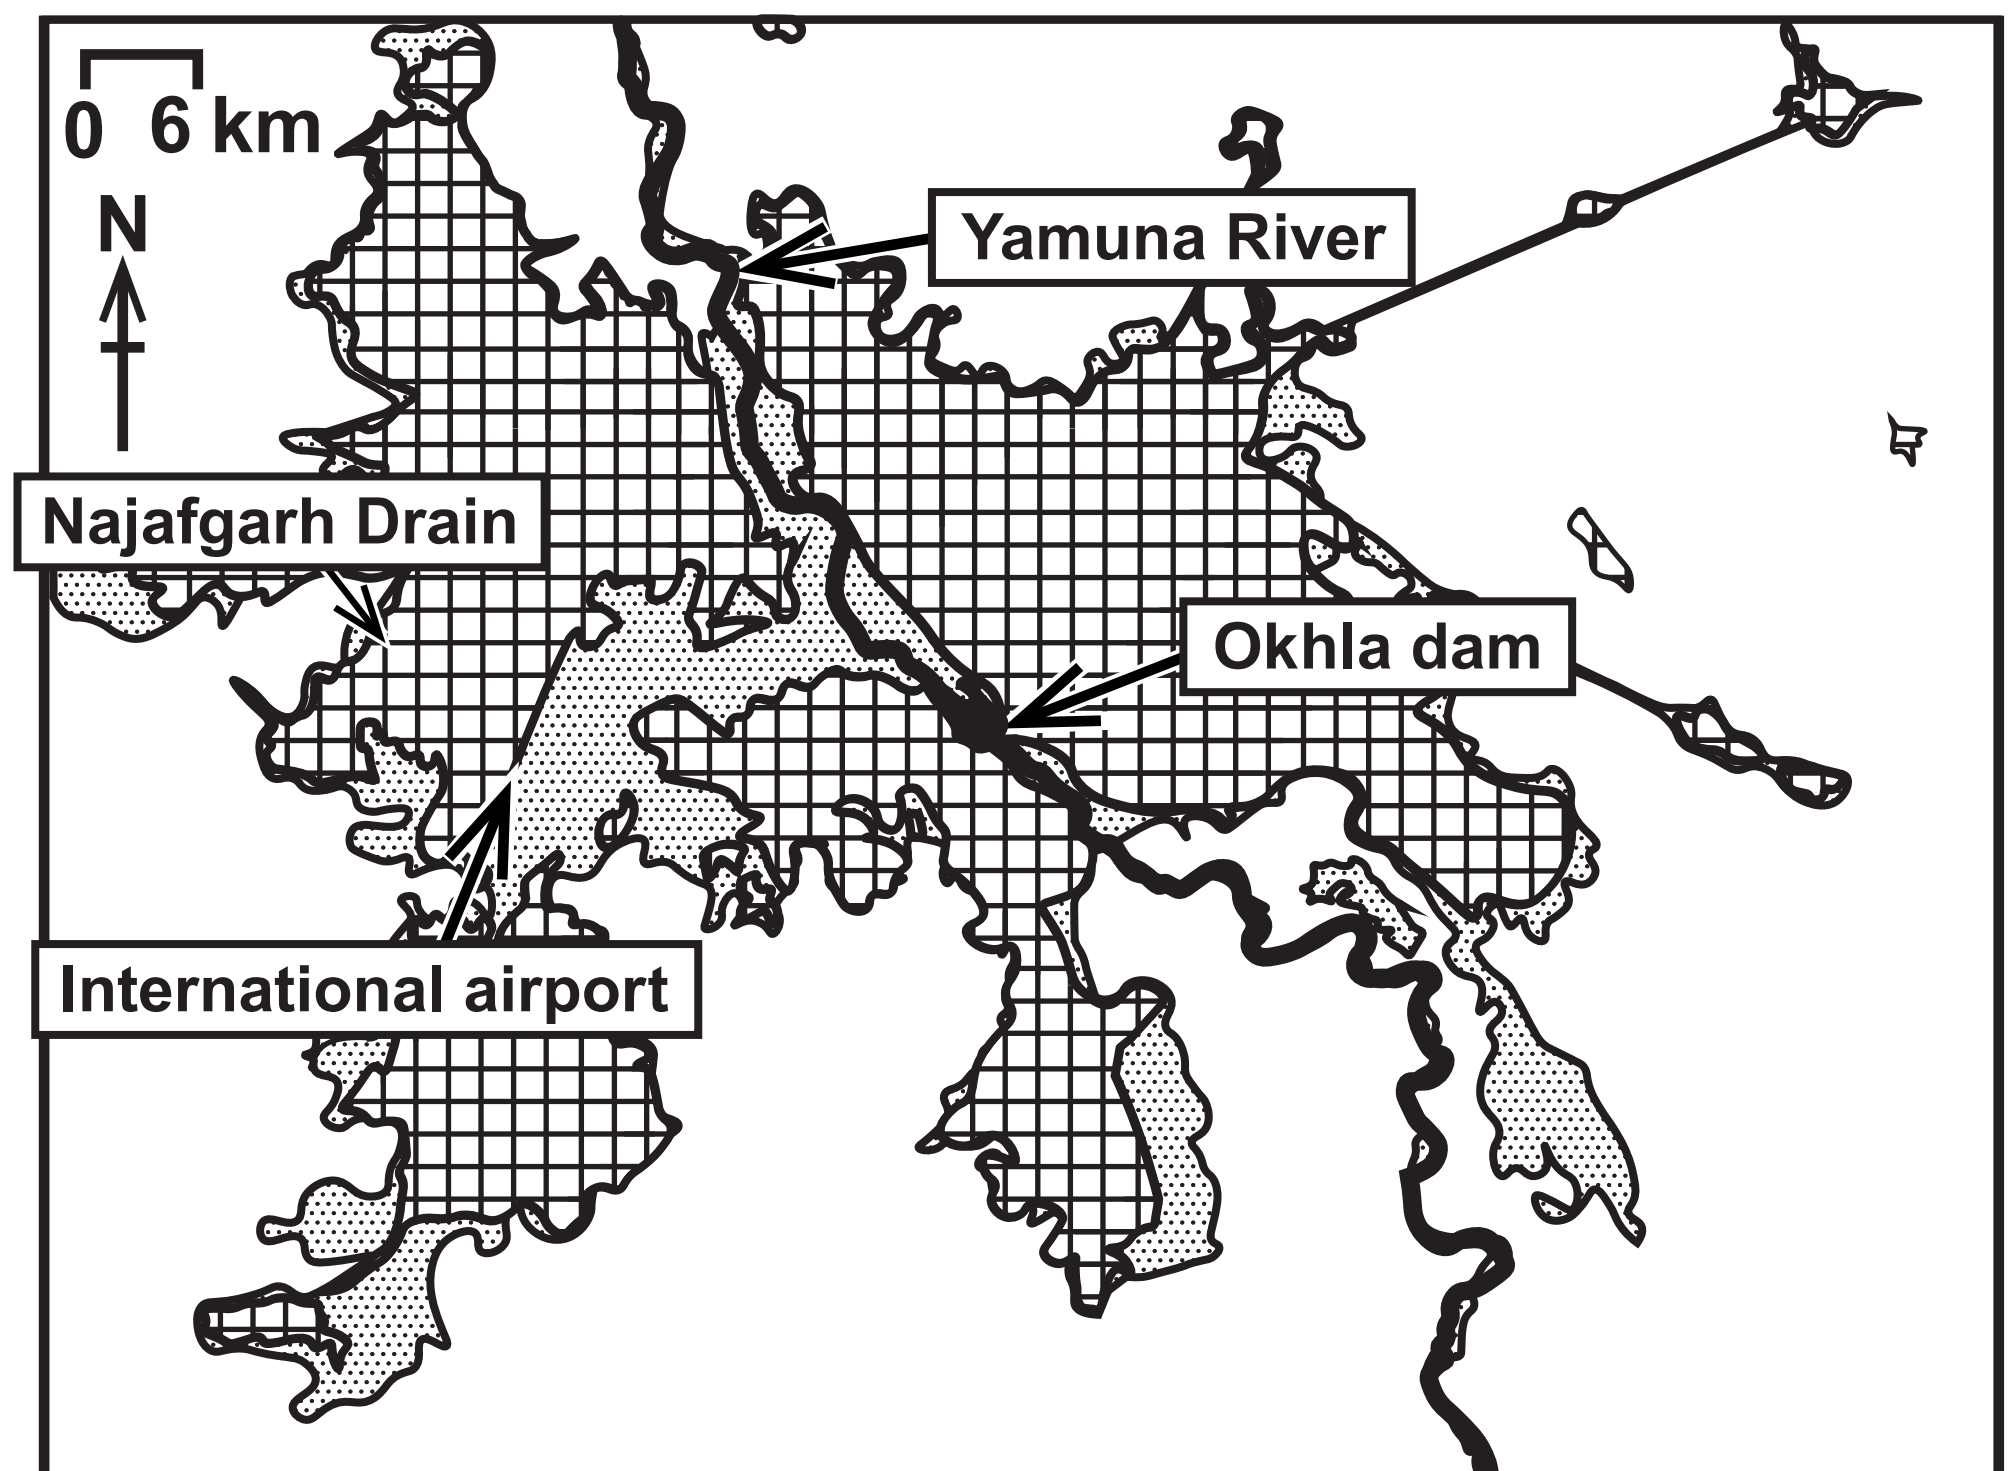 0 6 km
N
Yamuna River
Najafgarh Drain
Okhla dam
International airport